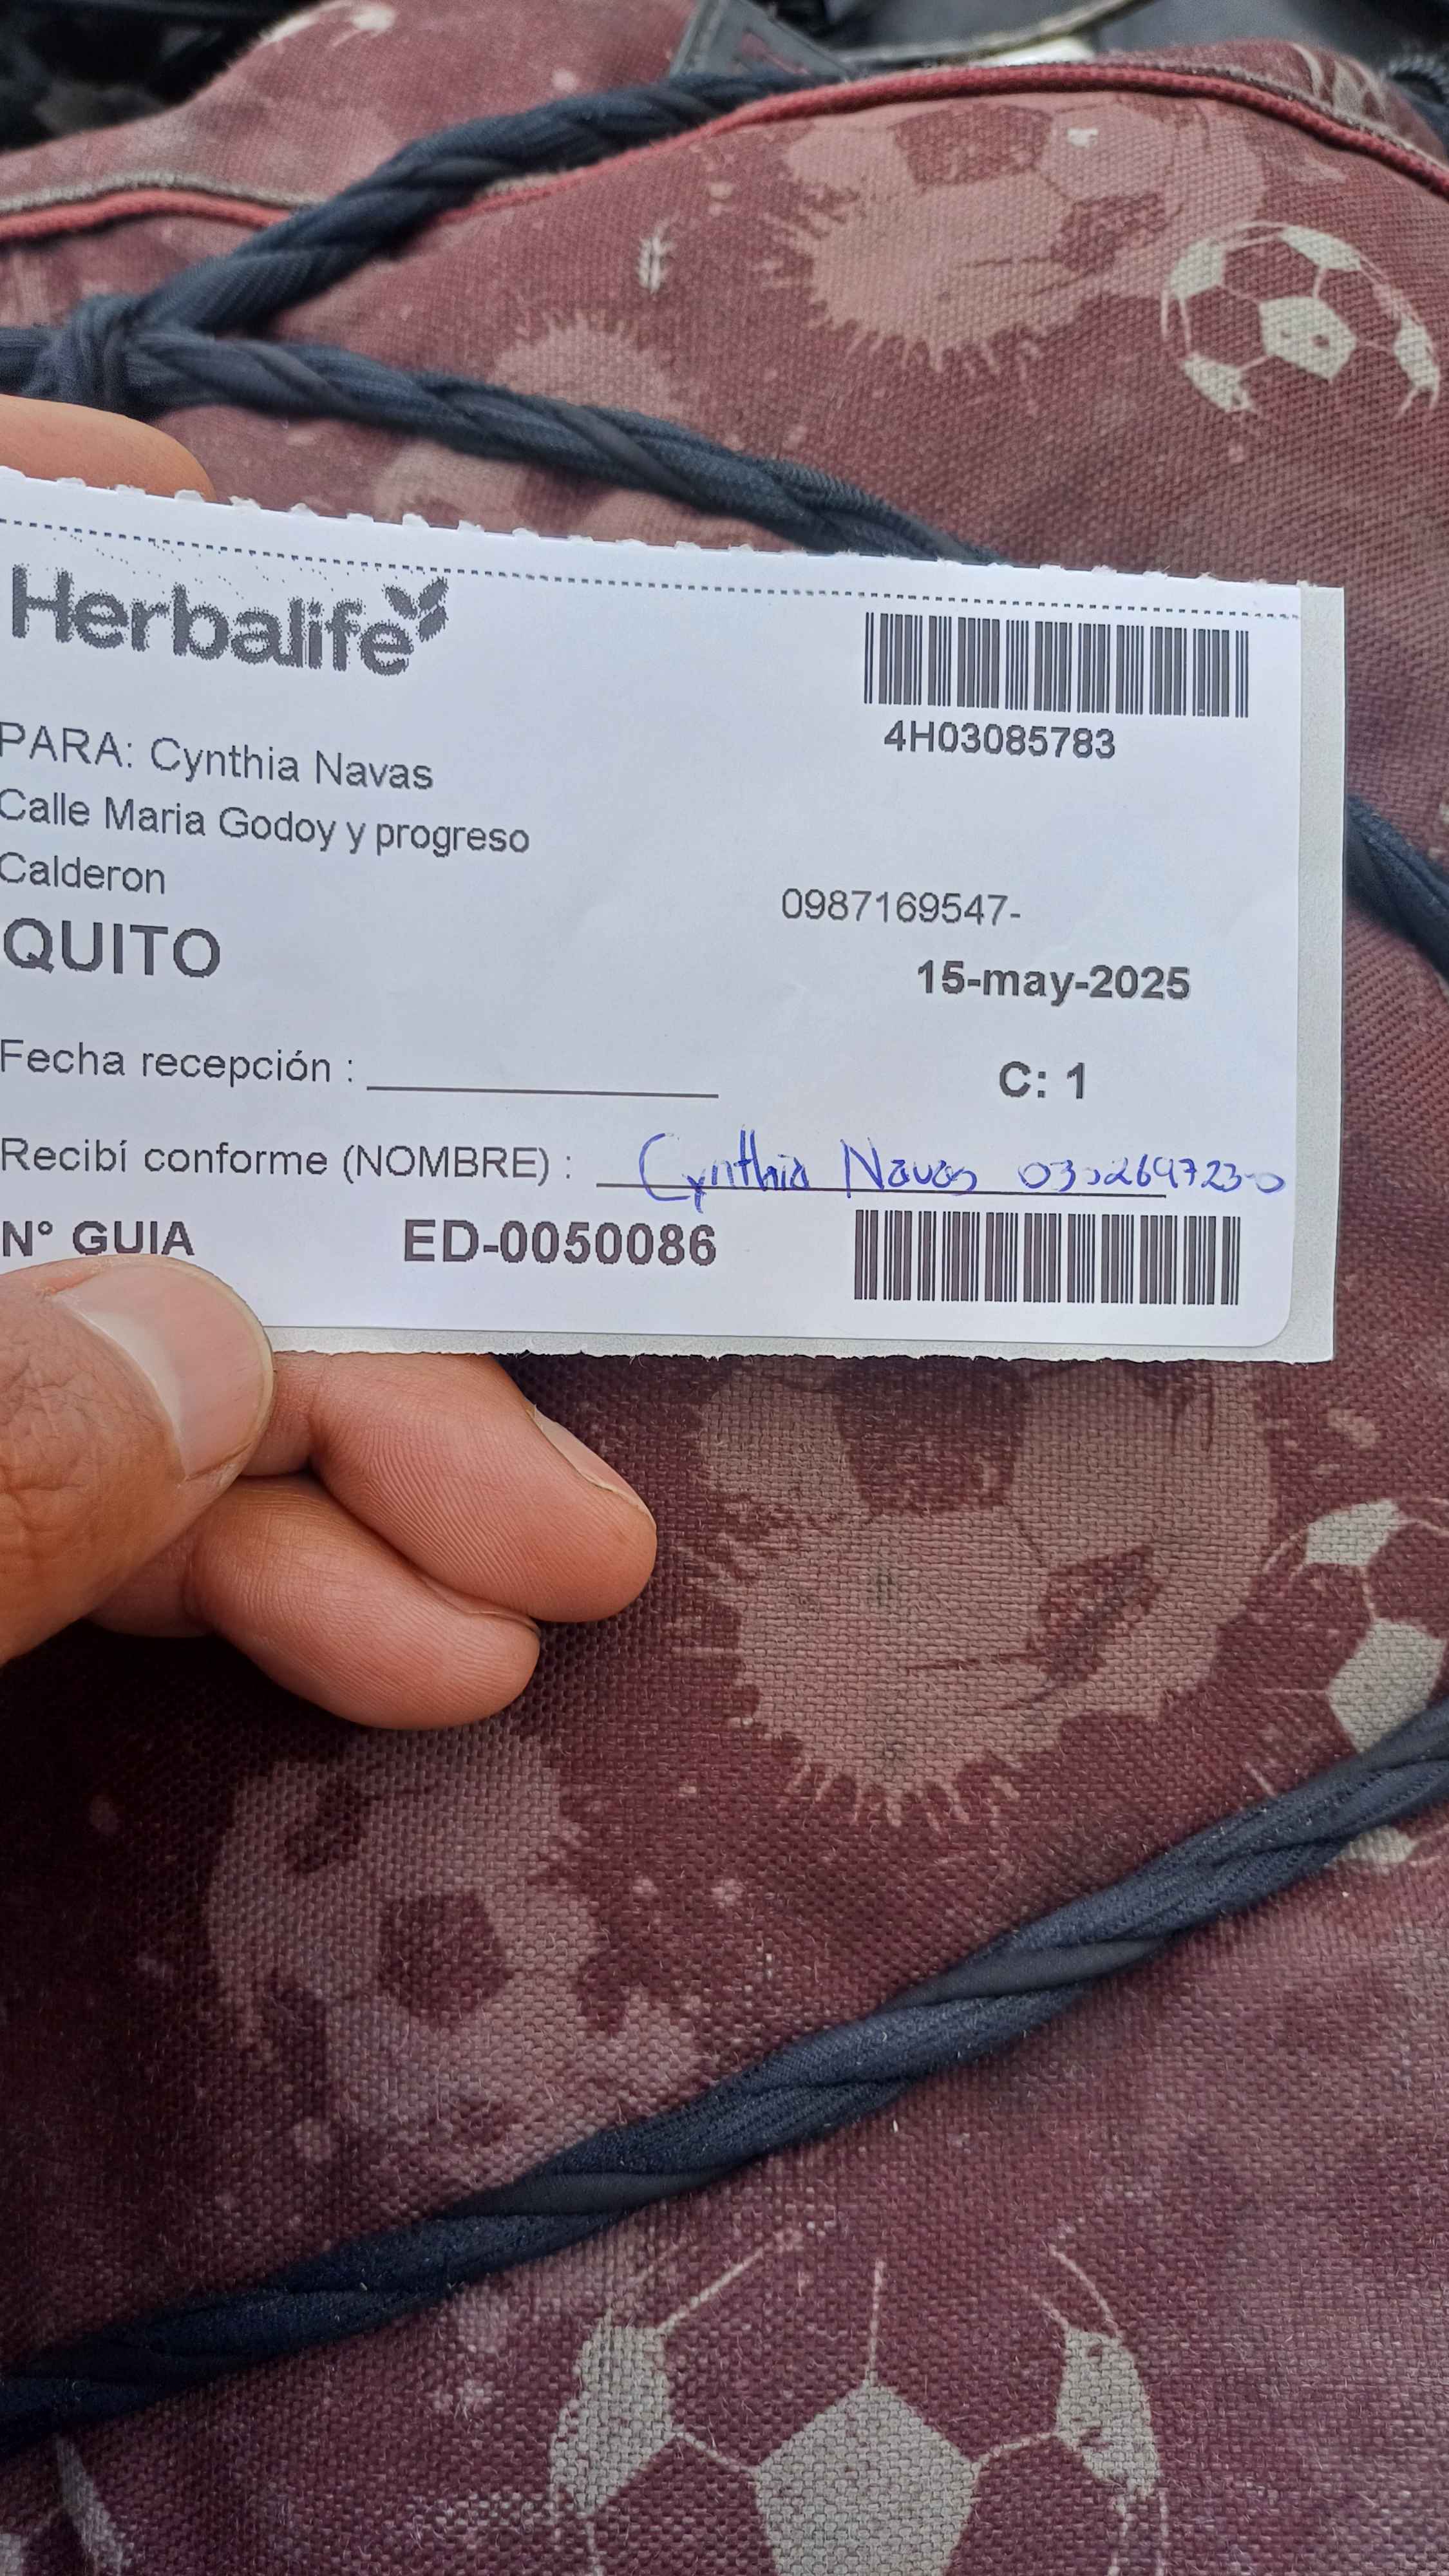 Herbalife
4H03085783
PARA: Cynthia Navas
Calle Maria Godoy y progreso
Calderon
0987169547-
QUITO
15-may-2025
Fecha recepción :
C: 1
Recibí conforme (NOMBRE) : Cynthia Navas
N° GUIA ED-0050086